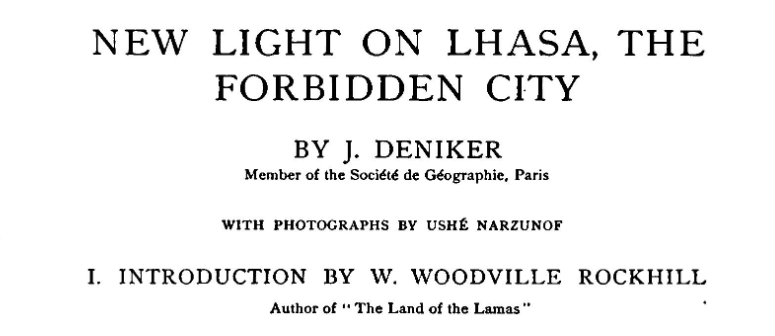 NEW LIGHT ON LHASA, THE
FORBIDDEN CITY
BY J. DENIKER
Member of the Société de Géographie, Paris
WITH PHOTOGRAPHS BY USHÉ NARZUNOF
I. INTRODUCTION BY W. WOODVILLE ROCKHILL
Author of "The Land of the Lamas"